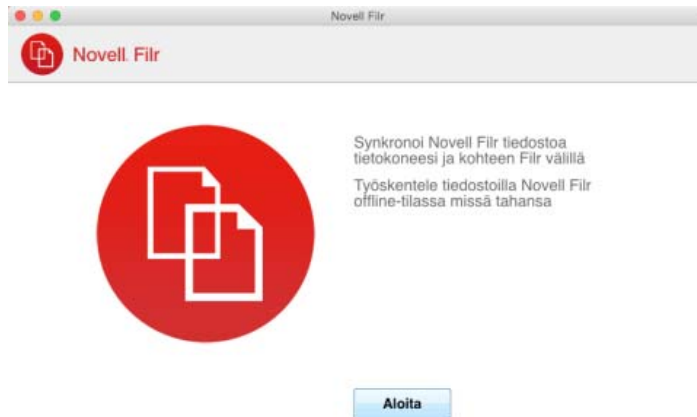 Novell Filr
Novell Filr
Synkronoi Novell Filr tiedostoa
tietokoneesi ja kohteen Filr välillä
Työskentele tiedostoilla Novell Filr
offline-tilassa missä tahansa
Aloita